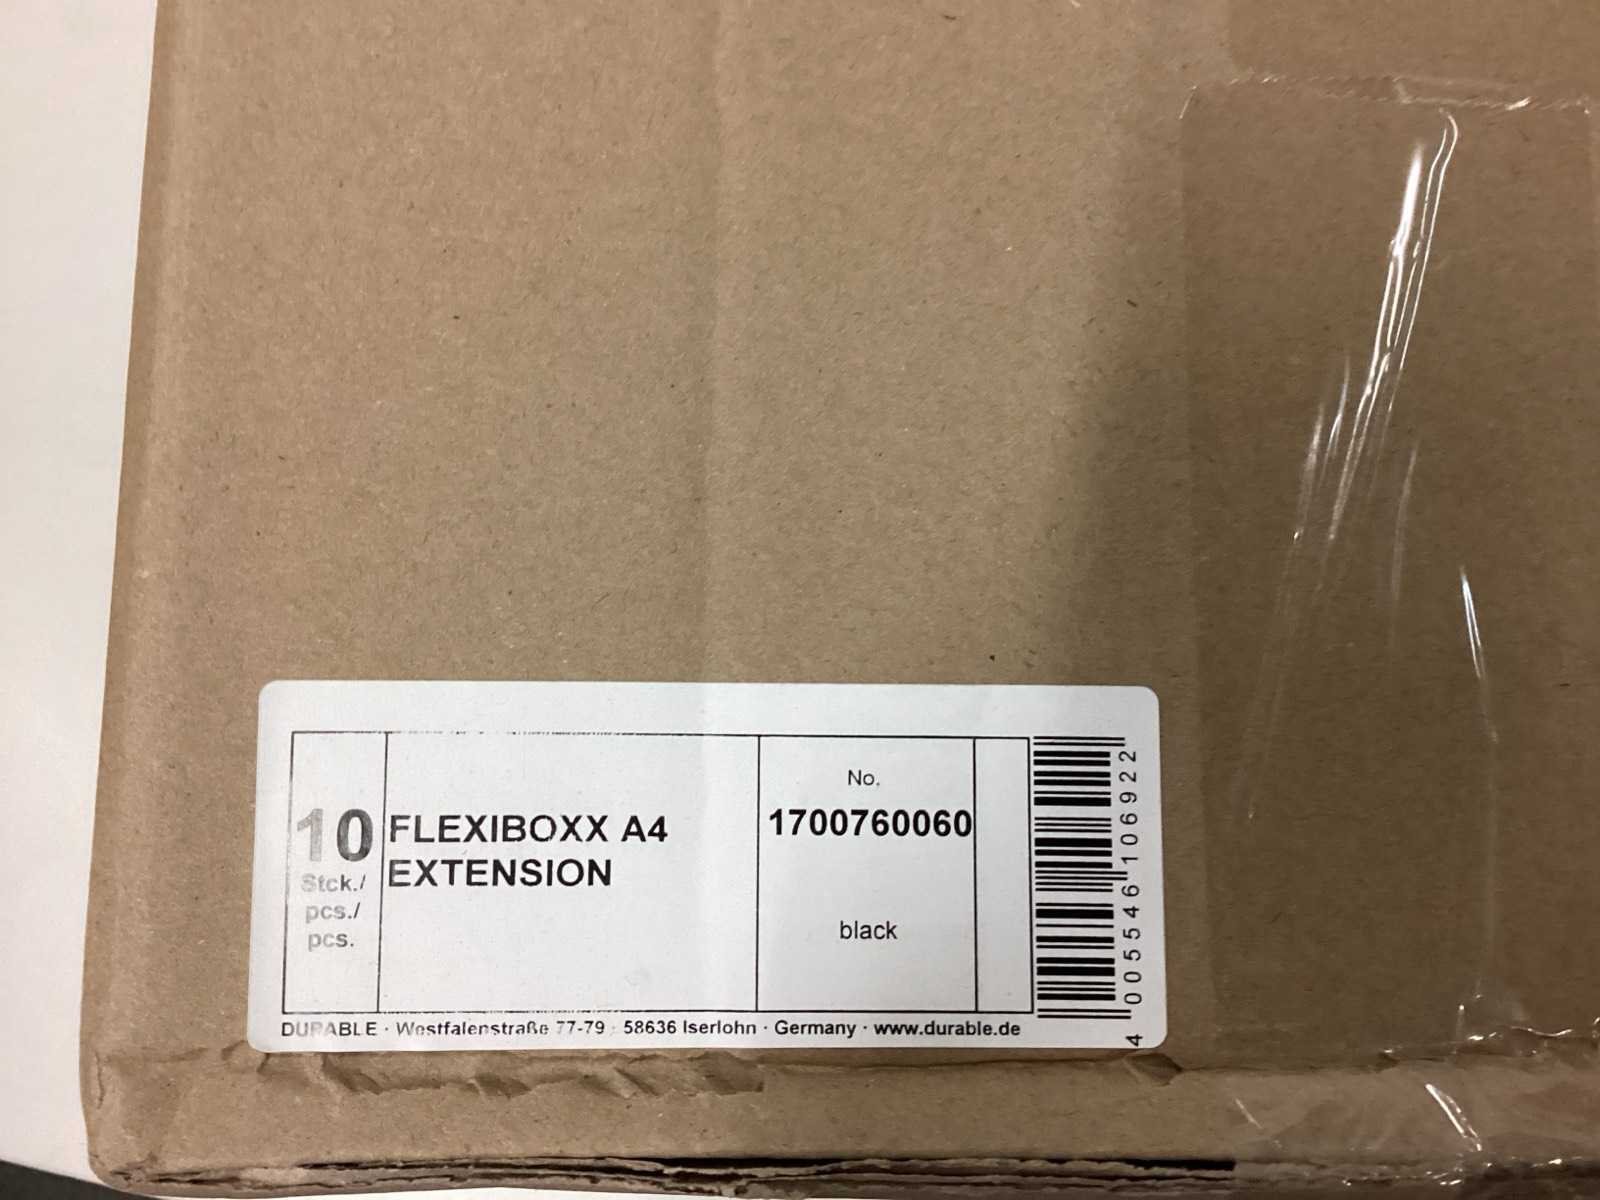 10
Stck./
pcs./
pcs.
FLEXIBOXX A4
EXTENSION
No.
1700760060
black
4 005546 106922
DURABLE · Westfalenstraße 77-79 · 58636 Iserlohn · Germany · www.durable.de